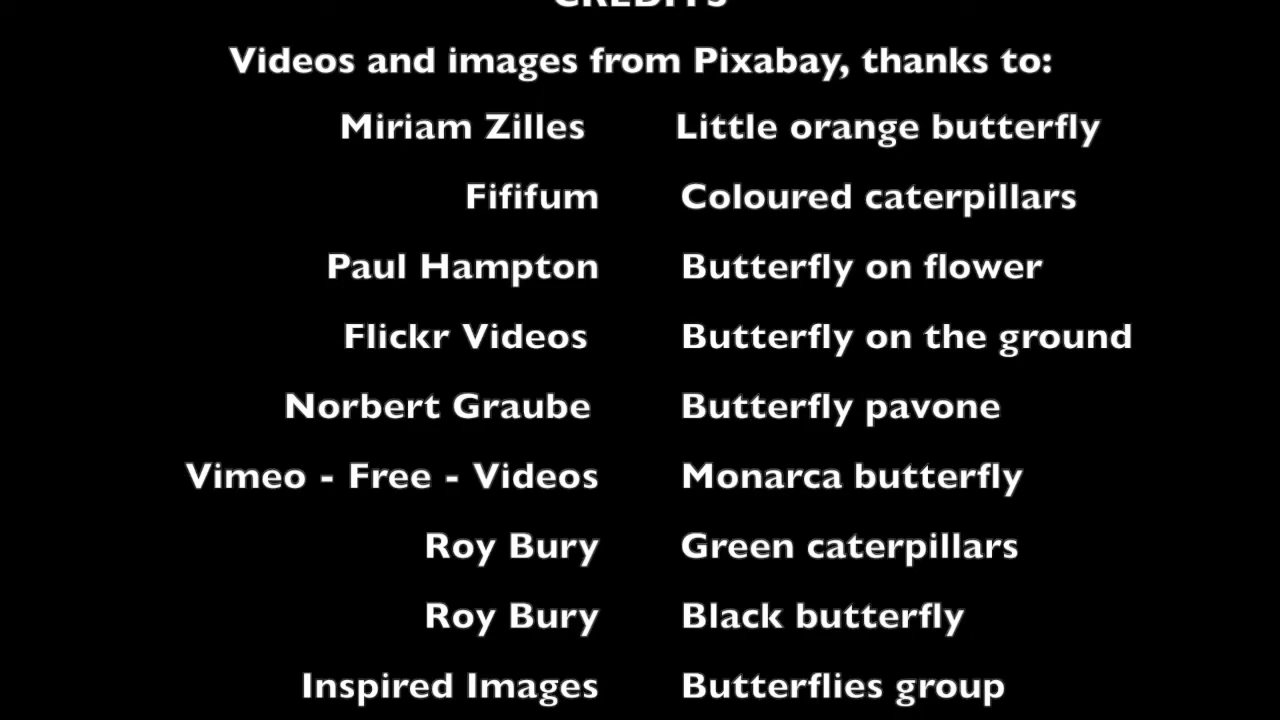 CREDITS
Videos and images from Pixabay, thanks to:
Miriam Zilles Little orange butterfly
Fififum Coloured caterpillars
Paul Hampton Butterfly on flower
Flickr Videos Butterfly on the ground
Norbert Graube Butterfly pavone
Vimeo - Free - Videos Monarca butterfly
Roy Bury Green caterpillars
Roy Bury Black butterfly
Inspired Images Butterflies group